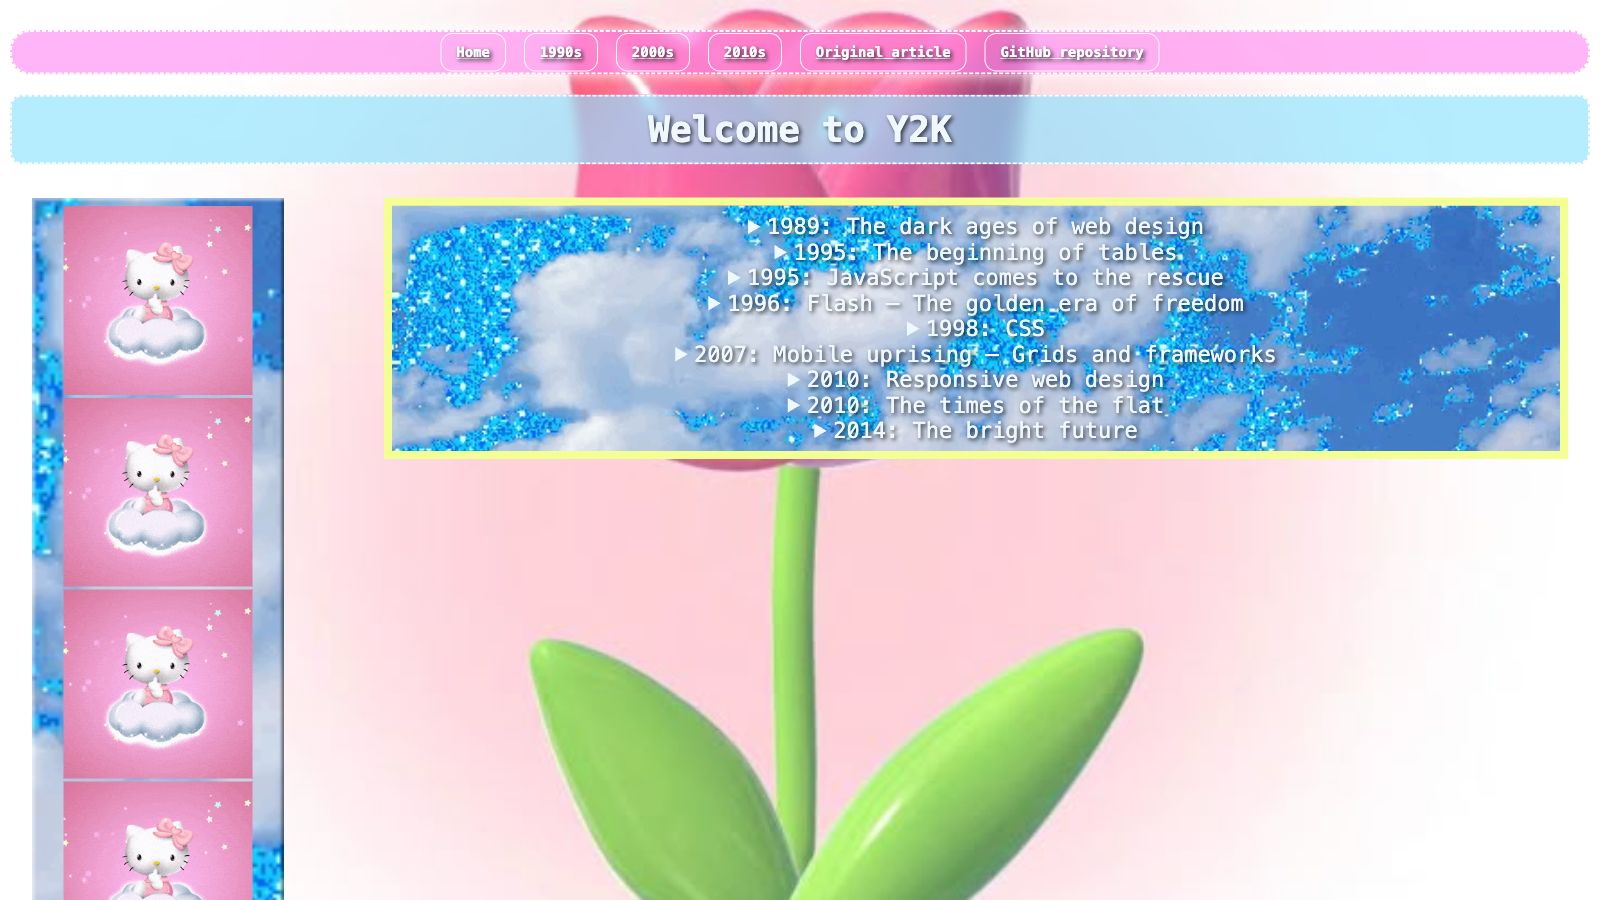 Home 1990s 2000s 2010s Original article GitHub repository
Welcome to Y2K
1989: The dark ages of web design
1995: The beginning of tables
1995: JavaScript comes to the rescue
1996: Flash – The golden era of freedom
1998: CSS
2007: Mobile uprising – Grids and frameworks
2010: Responsive web design
2010: The times of the flat
2014: The bright future